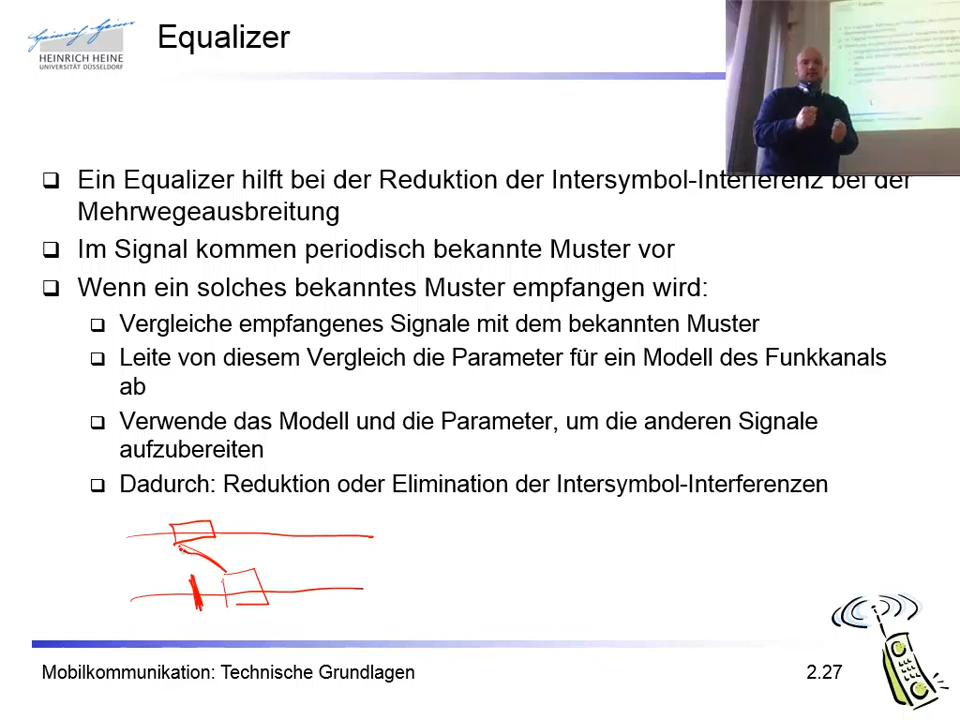 Heinrich Heine
HEINRICH HEINE
UNIVERSITÄT DÜSSELDORF
Equalizer
Ein Equalizer hilft bei der Reduktion der Intersymbol-Interferenz bei der
Mehrwegeausbreitung
Im Signal kommen periodisch bekannte Muster vor
Wenn ein solches bekanntes Muster empfangen wird:
Vergleiche empfangenes Signale mit dem bekannten Muster
Leite von diesem Vergleich die Parameter für ein Modell des Funkkanals
ab
Verwende das Modell und die Parameter, um die anderen Signale
aufzubereiten
Dadurch: Reduktion oder Elimination der Intersymbol-Interferenzen
Mobilkommunikation: Technische Grundlagen
2.27